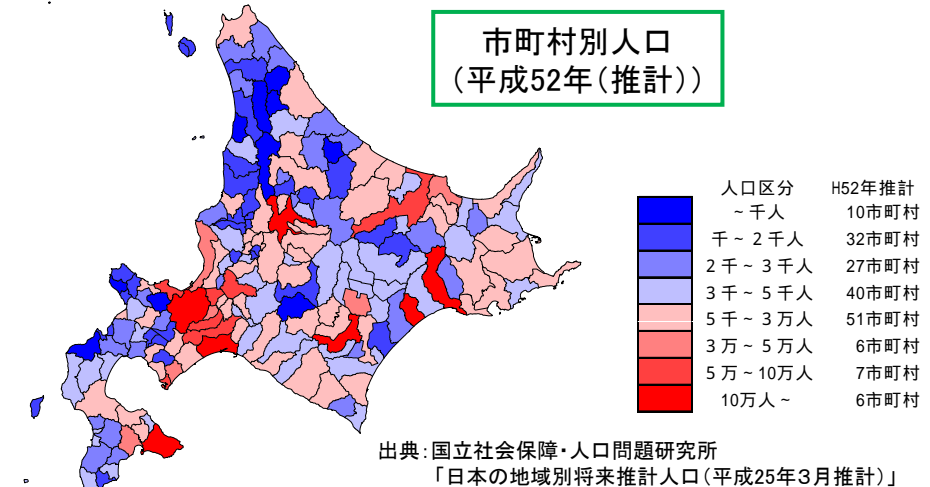 市町村別人口
（平成52年（推計））
人口区分 H52年推計
～千人 10市町村
千～２千人 32市町村
２千～３千人 27市町村
３千～５千人 40市町村
５千～３万人 51市町村
３万～５万人 6市町村
５万～10万人 7市町村
10万人～ 6市町村
出典：国立社会保障・人口問題研究所
「日本の地域別将来推計人口（平成25年3月推計）」